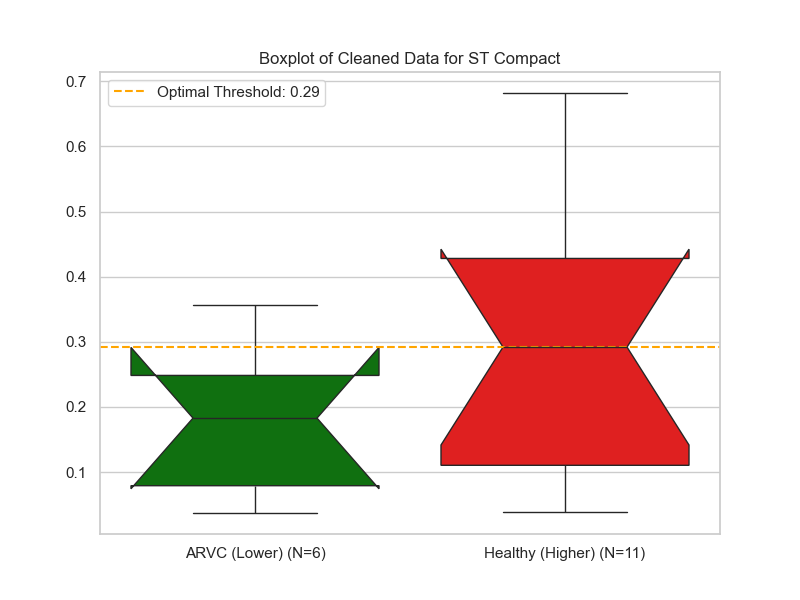 Boxplot of Cleaned Data for ST Compact
Optimal Threshold: 0.29
0.7
0.6
0.5
0.4
0.3
0.2
0.1
ARVC (Lower) (N=6)
Healthy (Higher) (N=11)